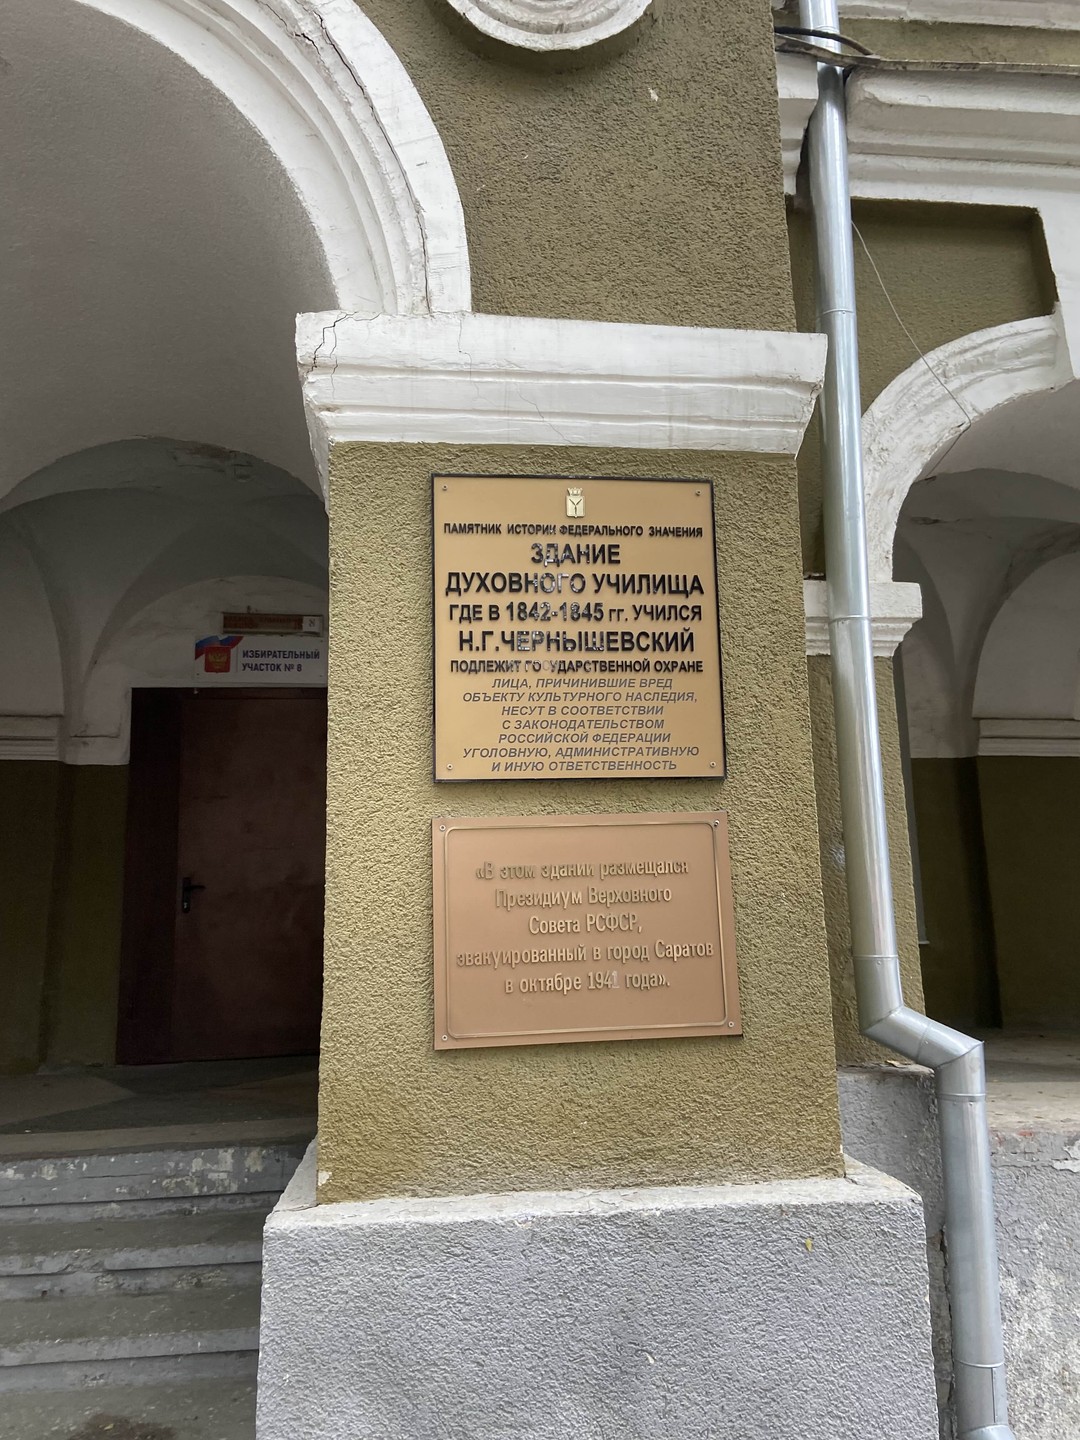 ПАМЯТНИК ИСТОРИИ ФЕДЕРАЛЬНОГО ЗНАЧЕНИЯ
ЗДАНИЕ
ДУХОВНОГО УЧИЛИЩА
ГДЕ В 1842-1845 гг. УЧИЛСЯ
Н.Г.ЧЕРНЫШЕВСКИЙ
ПОДЛЕЖИТ ГОСУДАРСТВЕННОЙ ОХРАНЕ
ЛИЦА, ПРИЧИНИВШИЕ ВРЕД
ОБЪЕКТУ КУЛЬТУРНОГО НАСЛЕДИЯ,
НЕСУТ В СООТВЕТСТВИИ
С ЗАКОНОДАТЕЛЬСТВОМ
РОССИЙСКОЙ ФЕДЕРАЦИИ
УГОЛОВНУЮ, АДМИНИСТРАТИВНУЮ
И ИНУЮ ОТВЕТСТВЕННОСТЬ
«В этом здании размещался
Президиум Верховного
Совета РСФСР,
эвакуированный в город Саратов
в октябре 1941 года».
ИЗБИРАТЕЛЬНЫЙ
УЧАСТОК № 8